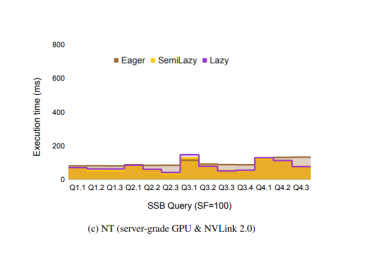 800
Eager SemiLazy Lazy
600
Execution time (ms)
400
200
0
Q1.1 Q1.2 Q1.3 Q2.1 Q2.2 Q2.3 Q3.1 Q3.2 Q3.3 Q3.4 Q4.1 Q4.2 Q4.3
SSB Query (SF=100)
(c) NT (server-grade GPU & NVLink 2.0)